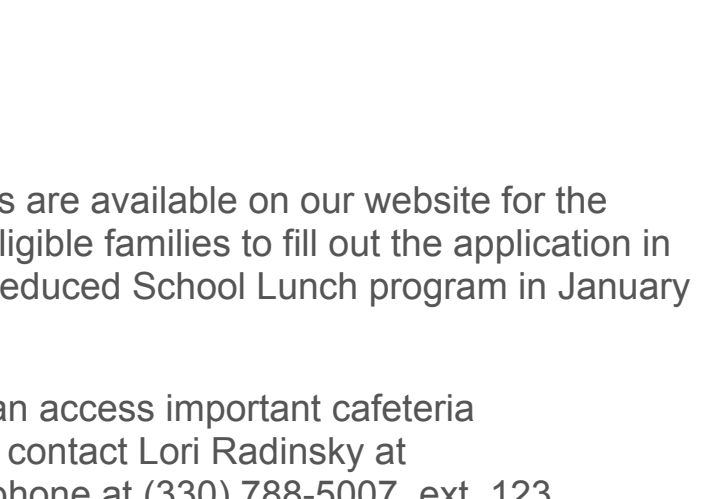 s are available on our website for the
ligible families to fill out the application in
educed School Lunch program in January
an access important cafeteria
contact Lori Radinsky at
phone at (330) 788-5007, ext. 123